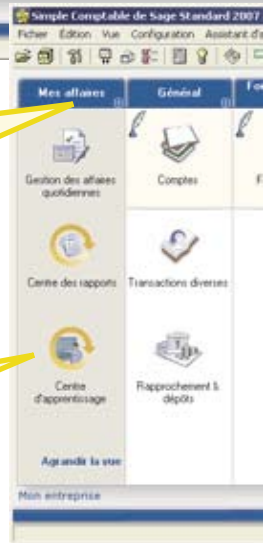 Simple Comptable de Sage Standard 2007
Fichier Édition Vue Configuration Assistant d'a
Mes affaires
Général
Fo
Gestion des affaires
quotidiennes
Comptes
F
Centre des rapports
Transactions diverses
Centre
d'apprentissage
Rapprochement &
dépôts
Agrandir la vue
Mon entreprise